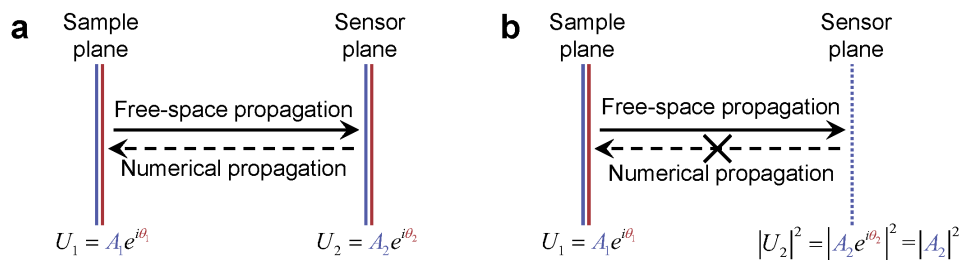 a
Sample
plane
Sensor
plane
Free-space propagation
Numerical propagation
U₁ = A₁e^{iθ₁}
U₂ = A₂e^{iθ₂}
b
Sample
plane
Sensor
plane
Free-space propagation
Numerical propagation
U₁ = A₁e^{iθ₁}
|U₂|² = |A₂e^{iθ₂}|² = |A₂|²